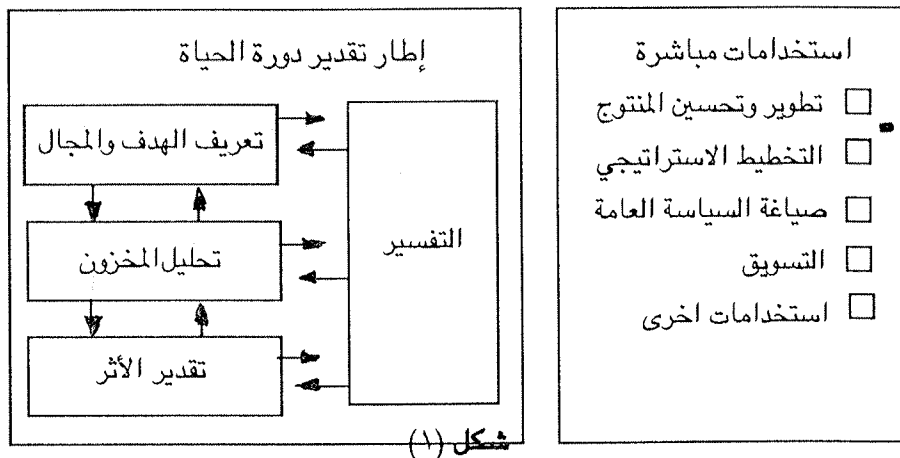 استخدامات مباشرة
تطوير وتحسين المنتوج
التخطيط الاستراتيجي
صياغة السياسة العامة
التسويق
استخدامات اخرى
إطار تقدير دورة الحياة
تعريف الهدف والمجال
تحليل المخزون
تقدير الأثر
التفسير
شكل (١)